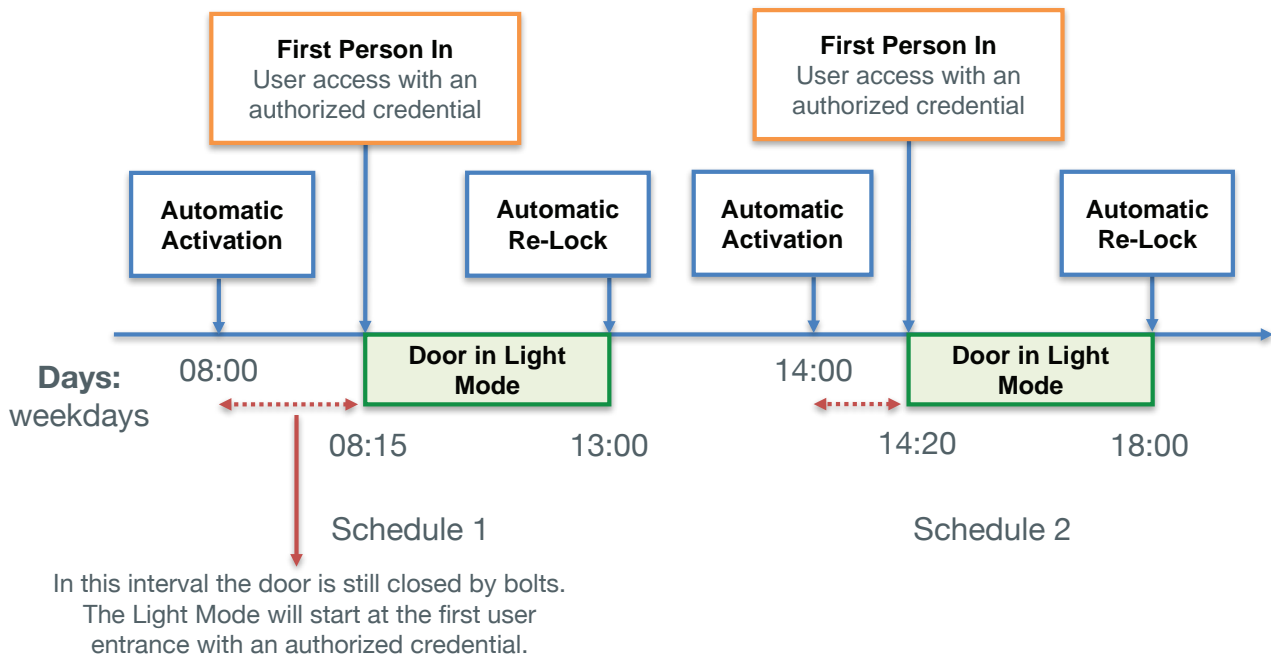 First Person In
User access with an
authorized credential
First Person In
User access with an
authorized credential
Automatic
Activation
Automatic
Re-Lock
Automatic
Activation
Automatic
Re-Lock
Days:
weekdays
08:00
Door in Light
Mode
14:00
Door in Light
Mode
08:15
13:00
14:20
18:00
Schedule 1
Schedule 2
In this interval the door is still closed by bolts.
The Light Mode will start at the first user
entrance with an authorized credential.